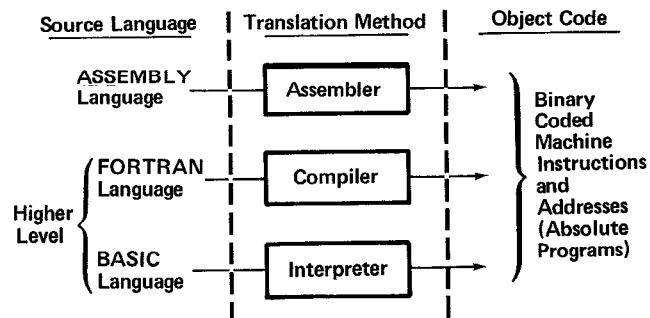 Source Language
Translation Method
Object Code
ASSEMBLY
Language
Assembler
Higher
Level
FORTRAN
Language
Compiler
BASIC
Language
Interpreter
Binary
Coded
Machine
Instructions
and
Addresses
(Absolute
Programs)